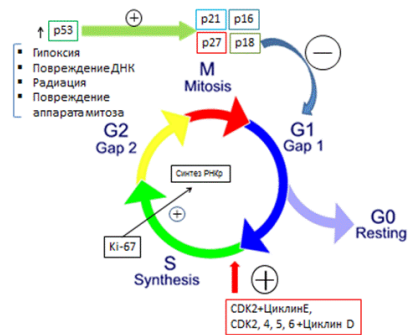 p53
+
p21 p16
p27 p18
Гипоксия
Повреждение ДНК
Радиация
Повреждение
аппарата митоза
−
M
Mitosis
G1
Gap 1
G2
Gap 2
Синтез РНКр
+
Ki-67
S
Synthesis
G0
Resting
+
CDK2+ЦиклинE,
CDK2, 4, 5, 6+Циклин D